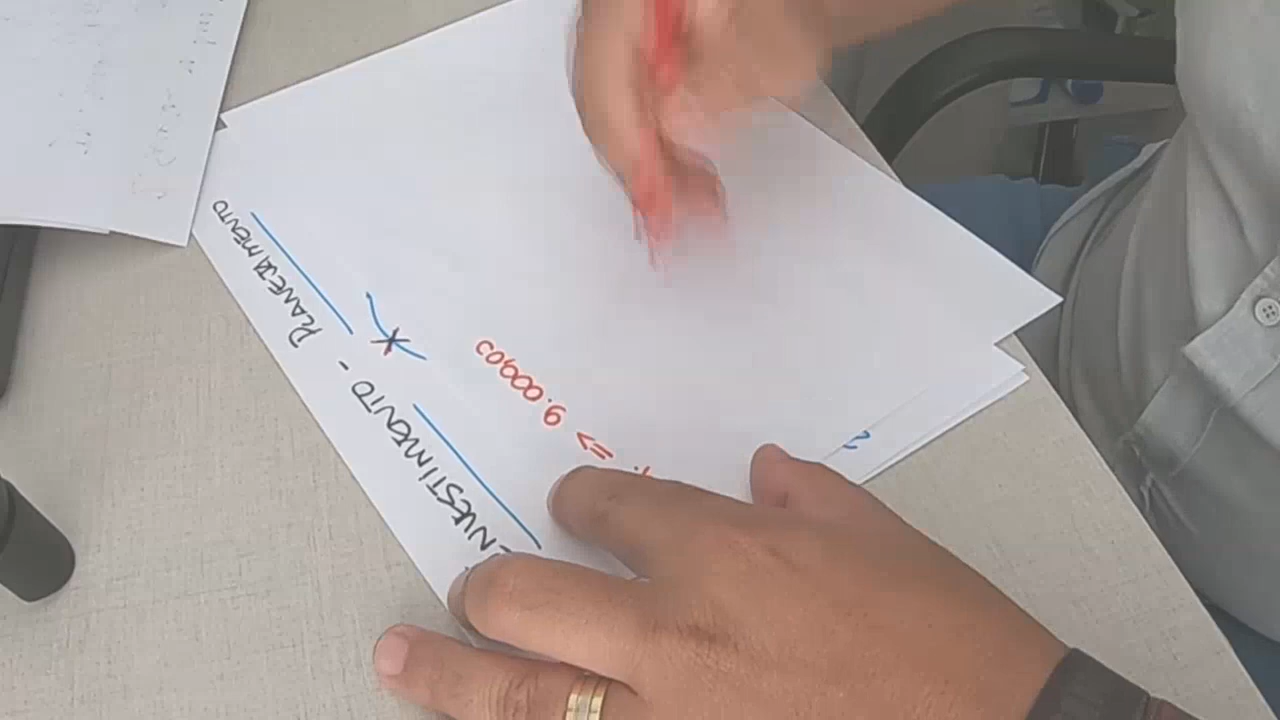 INVESTIMENTO - PLANEJAMENTO
X
=> 9.000,00